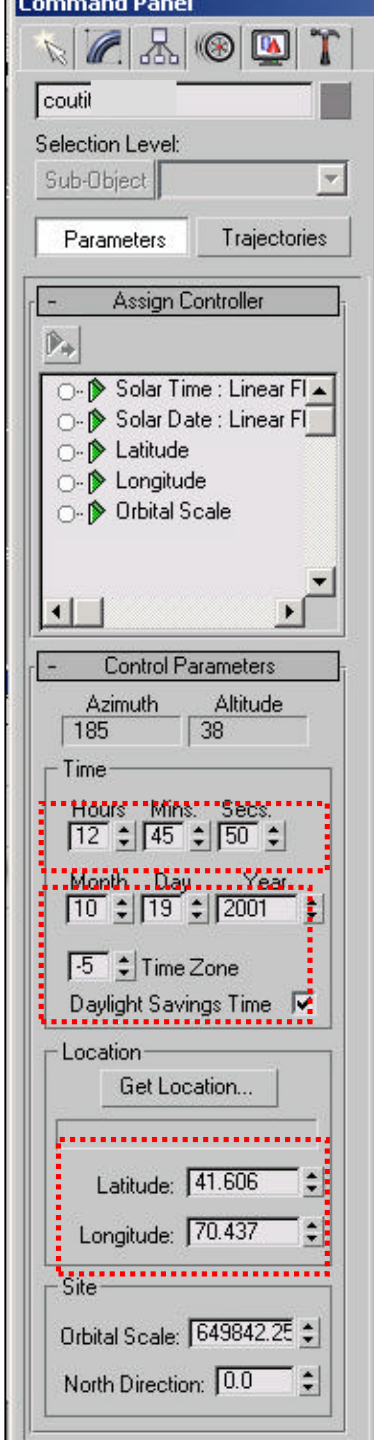 Command Panel
coutit
Selection Level:
Sub-Object
Parameters Trajectories
- Assign Controller
Solar Time : Linear Fl
Solar Date : Linear Fl
Latitude
Longitude
Orbital Scale
- Control Parameters
Azimuth Altitude
185 38
Time
Hours Mins. Secs.
12 45 50
Month Day Year
10 19 2001
-5 Time Zone
Daylight Savings Time
Location
Get Location...
Latitude: 41.606
Longitude: 70.437
Site
Orbital Scale: 649842.25
North Direction: 0.0